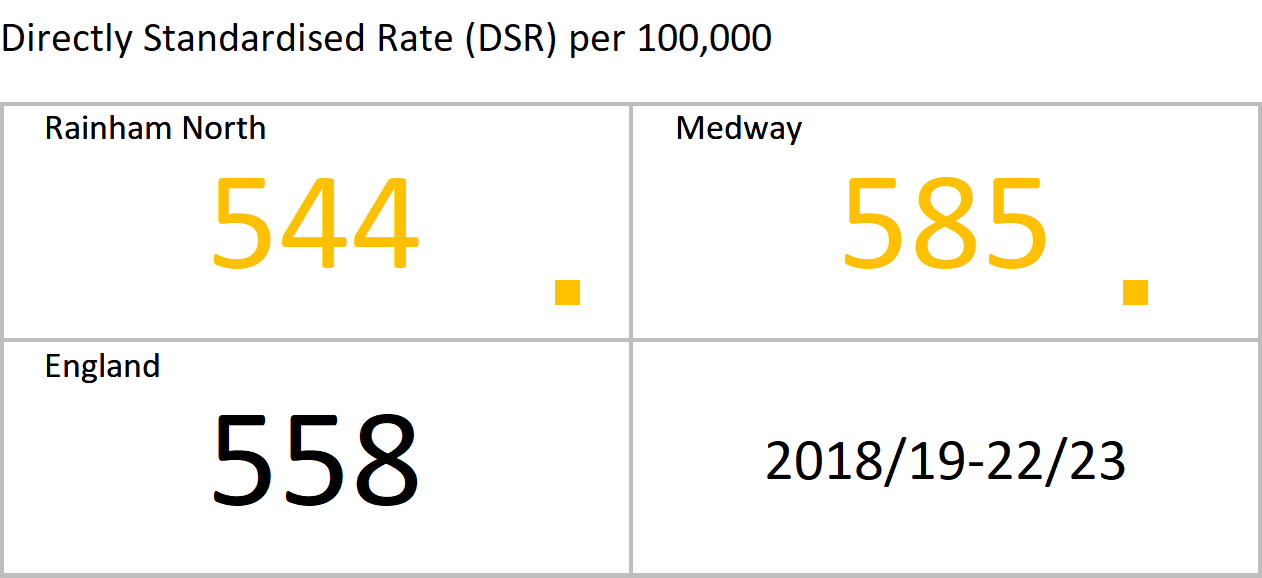 Directly Standardised Rate (DSR) per 100,000
Rainham North
544
Medway
585
England
558
2018/19-22/23